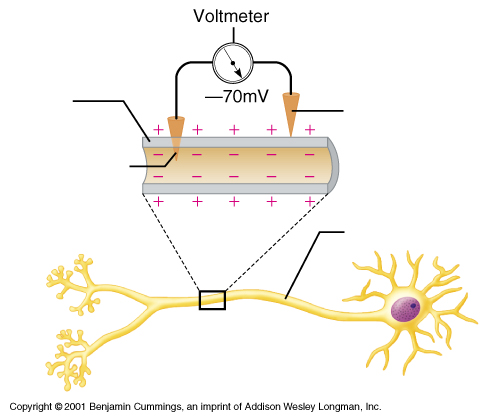 Voltmeter
—70mV
+ + + + +
− − − − −
− − − − −
+ + + + +
Copyright © 2001 Benjamin Cummings, an imprint of Addison Wesley Longman, Inc.